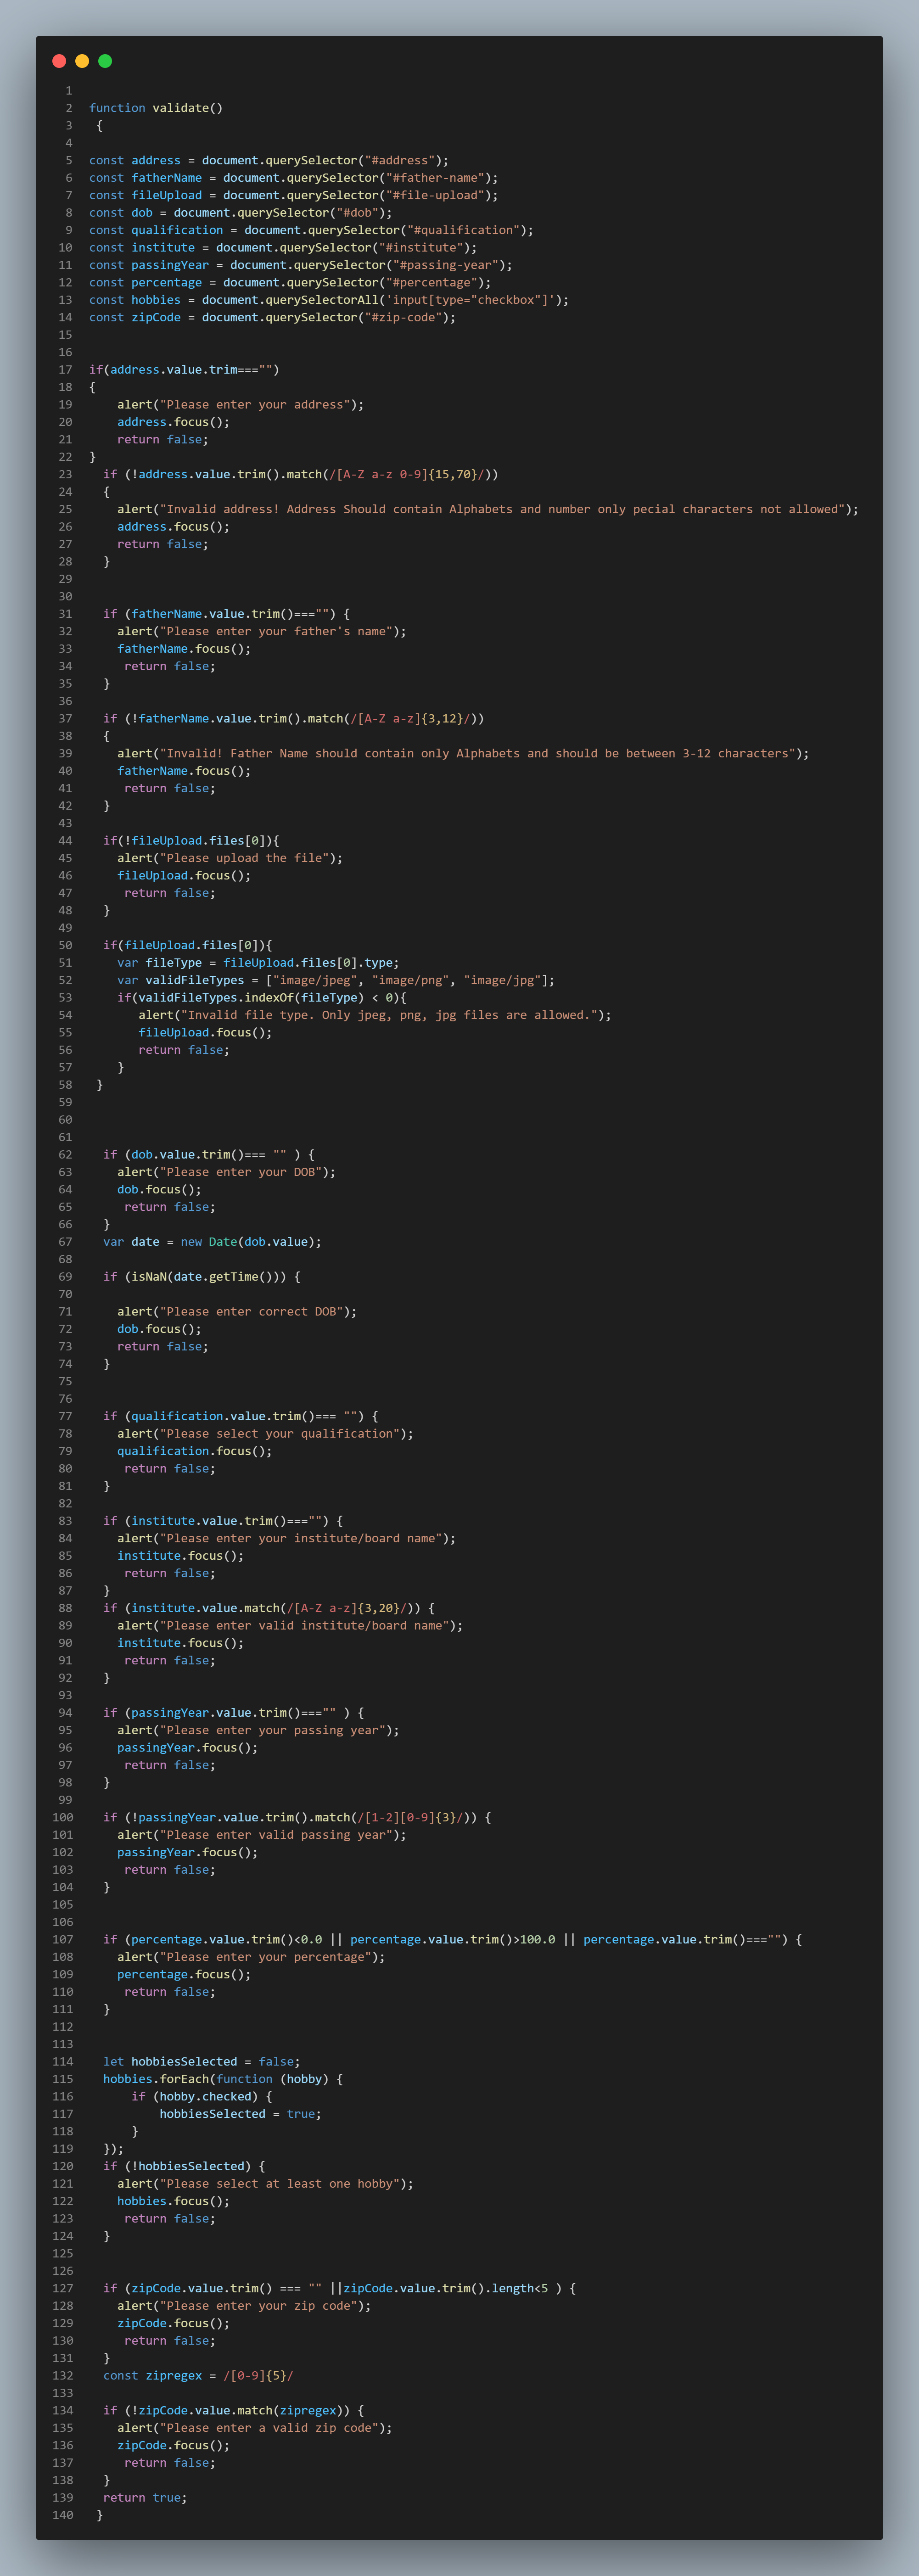 1
2 function validate()
3 {
4
5 const address = document.querySelector("#address");
6 const fatherName = document.querySelector("#father-name");
7 const fileUpload = document.querySelector("#file-upload");
8 const dob = document.querySelector("#dob");
9 const qualification = document.querySelector("#qualification");
10 const institute = document.querySelector("#institute");
11 const passingYear = document.querySelector("#passing-year");
12 const percentage = document.querySelector("#percentage");
13 const hobbies = document.querySelectorAll('input[type="checkbox"]');
14 const zipCode = document.querySelector("#zip-code");
15
16
17 if(address.value.trim==="")
18 {
19 alert("Please enter your address");
20 address.focus();
21 return false;
22 }
23 if (!address.value.trim().match(/[A-Z a-z 0-9]{15,70}/))
24 {
25 alert("Invalid address! Address Should contain Alphabets and number only pecial characters not allowed");
26 address.focus();
27 return false;
28 }
29
30
31 if (fatherName.value.trim()==="") {
32 alert("Please enter your father's name");
33 fatherName.focus();
34 return false;
35 }
36
37 if (!fatherName.value.trim().match(/[A-Z a-z]{3,12}/))
38 {
39 alert("Invalid! Father Name should contain only Alphabets and should be between 3-12 characters");
40 fatherName.focus();
41 return false;
42 }
43
44 if(!fileUpload.files[0]){
45 alert("Please upload the file");
46 fileUpload.focus();
47 return false;
48 }
49
50 if(fileUpload.files[0]){
51 var fileType = fileUpload.files[0].type;
52 var validFileTypes = ["image/jpeg", "image/png", "image/jpg"];
53 if(validFileTypes.indexOf(fileType) < 0){
54 alert("Invalid file type. Only jpeg, png, jpg files are allowed.");
55 fileUpload.focus();
56 return false;
57 }
58 }
59
60
61
62 if (dob.value.trim()=== "" ) {
63 alert("Please enter your DOB");
64 dob.focus();
65 return false;
66 }
67 var date = new Date(dob.value);
68
69 if (isNaN(date.getTime())) {
70
71 alert("Please enter correct DOB");
72 dob.focus();
73 return false;
74 }
75
76
77 if (qualification.value.trim()=== "") {
78 alert("Please select your qualification");
79 qualification.focus();
80 return false;
81 }
82
83 if (institute.value.trim()==="") {
84 alert("Please enter your institute/board name");
85 institute.focus();
86 return false;
87 }
88 if (institute.value.match(/[A-Z a-z]{3,20}/)) {
89 alert("Please enter valid institute/board name");
90 institute.focus();
91 return false;
92 }
93
94 if (passingYear.value.trim()==="" ) {
95 alert("Please enter your passing year");
96 passingYear.focus();
97 return false;
98 }
99
100 if (!passingYear.value.trim().match(/[1-2][0-9]{3}/)) {
101 alert("Please enter valid passing year");
102 passingYear.focus();
103 return false;
104 }
105
106
107 if (percentage.value.trim()<0.0 || percentage.value.trim()>100.0 || percentage.value.trim()==="") {
108 alert("Please enter your percentage");
109 percentage.focus();
110 return false;
111 }
112
113
114 let hobbiesSelected = false;
115 hobbies.forEach(function (hobby) {
116 if (hobby.checked) {
117 hobbiesSelected = true;
118 }
119 });
120 if (!hobbiesSelected) {
121 alert("Please select at least one hobby");
122 hobbies.focus();
123 return false;
124 }
125
126
127 if (zipCode.value.trim() === "" ||zipCode.value.trim().length<5 ) {
128 alert("Please enter your zip code");
129 zipCode.focus();
130 return false;
131 }
132 const zipregex = /[0-9]{5}/
133
134 if (!zipCode.value.match(zipregex)) {
135 alert("Please enter a valid zip code");
136 zipCode.focus();
137 return false;
138 }
139 return true;
140 }